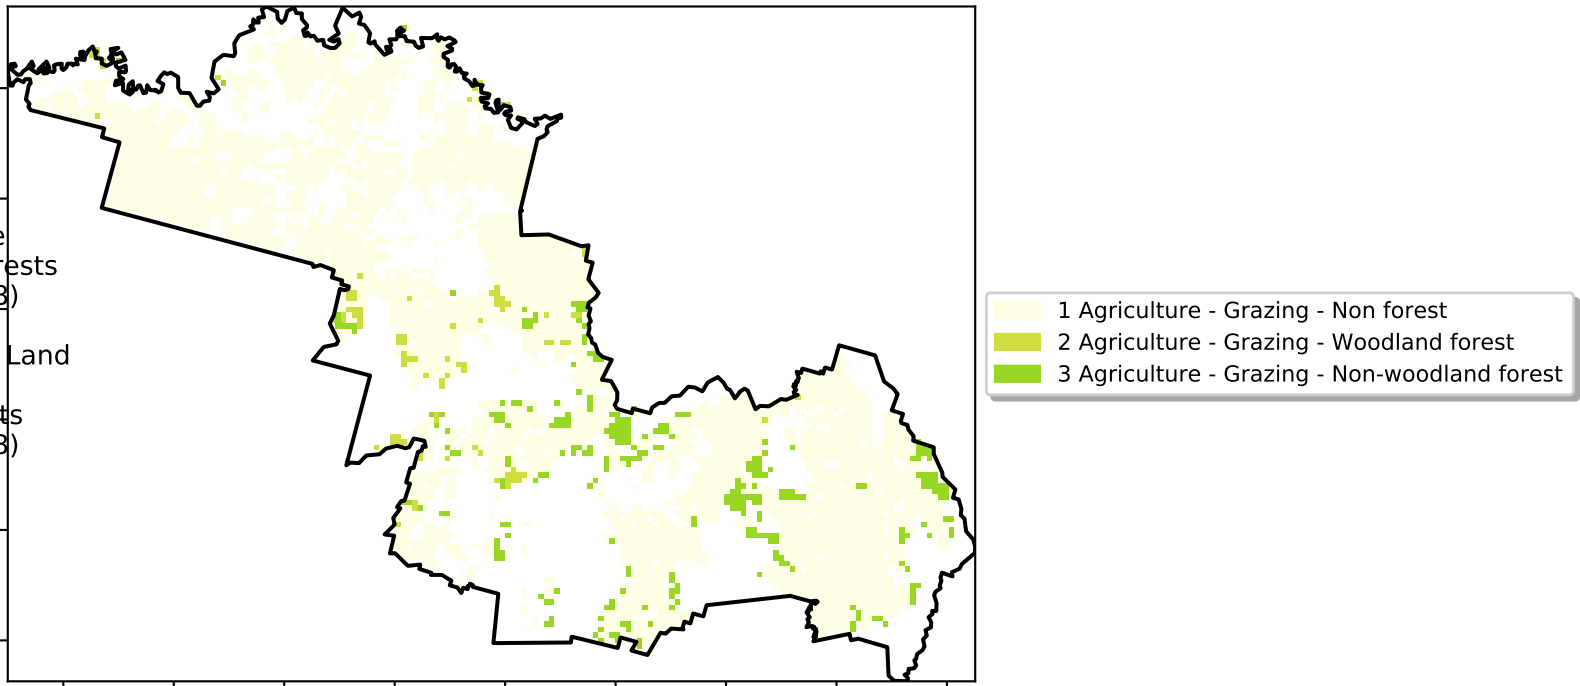 rests
Land
1 Agriculture - Grazing - Non forest
2 Agriculture - Grazing - Woodland forest
3 Agriculture - Grazing - Non-woodland forest